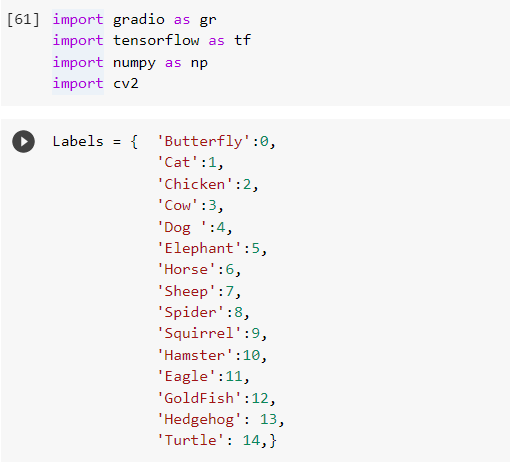 [61] import gradio as gr
import tensorflow as tf
import numpy as np
import cv2
Labels = {  'Butterfly':0,
'Cat':1,
'Chicken':2,
'Cow':3,
'Dog ':4,
'Elephant':5,
'Horse':6,
'Sheep':7,
'Spider':8,
'Squirrel':9,
'Hamster':10,
'Eagle':11,
'GoldFish':12,
'Hedgehog': 13,
'Turtle': 14,}